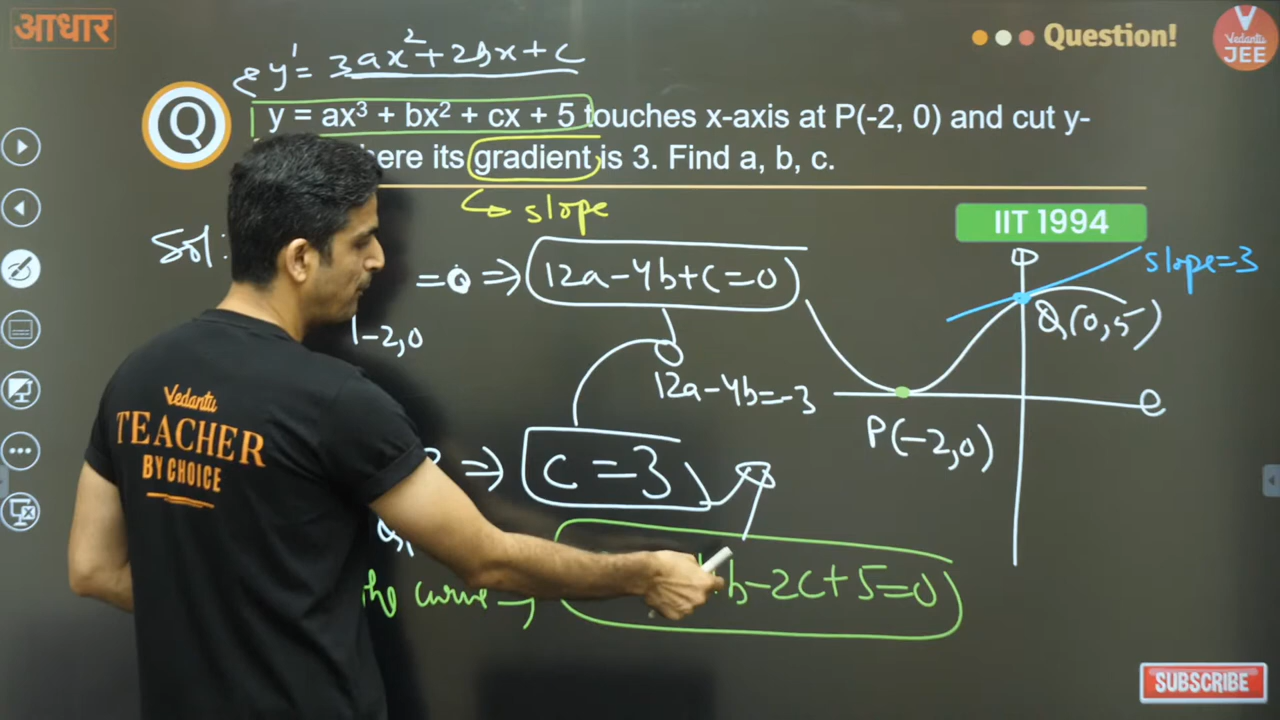 आधार
Question!
Vedantu
JEE
y' = 3ax² + 2bx + c
Q
y = ax³ + bx² + cx + 5 touches x-axis at P(-2, 0) and cut y-
here its gradient is 3. Find a, b, c.
slope
IIT 1994
Sol:
=0 ⇒ 12a-4b+c=0
slope=3
Q(0,5)
-2,0
12a-4b=-3
P(-2,0)
⇒ c=3
b-2c+5=0
the curve →
Vedantu
TEACHER
BY CHOICE
SUBSCRIBE